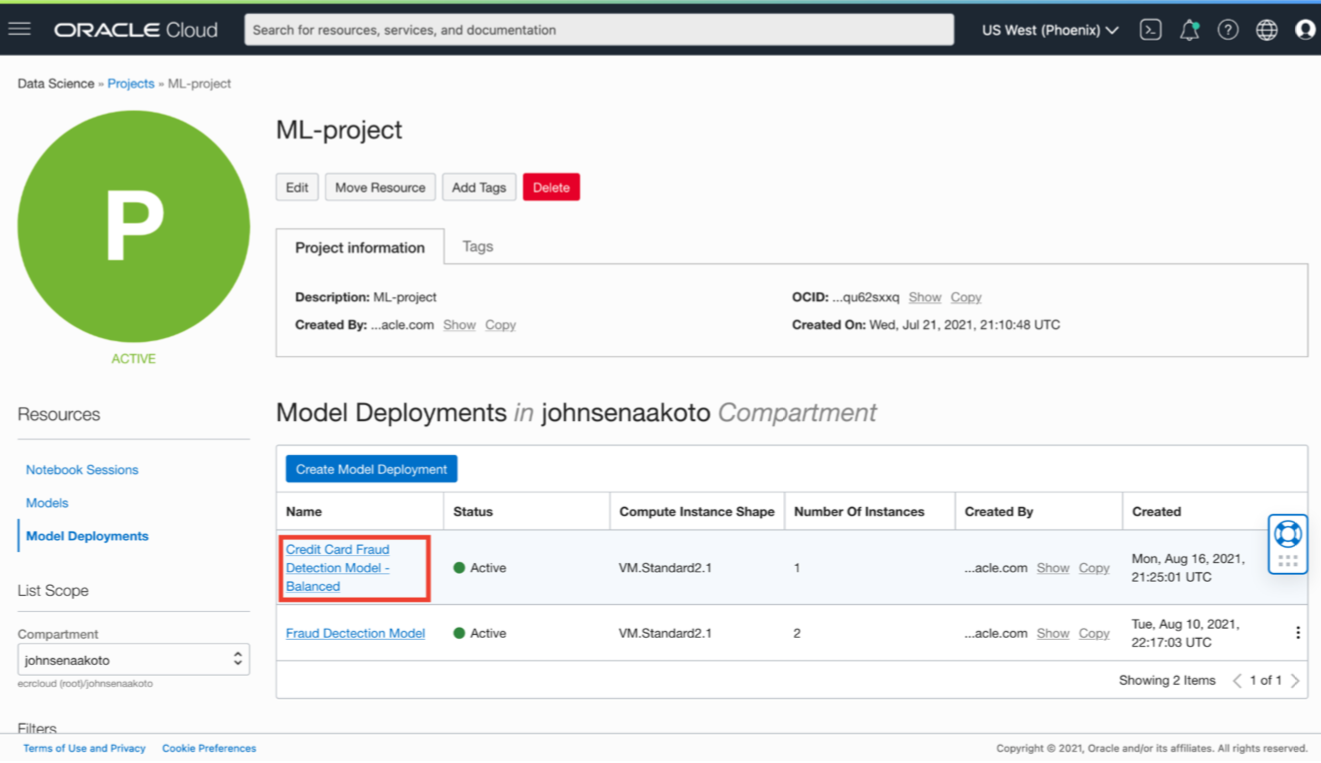 ORACLE Cloud
Search for resources, services, and documentation
US West (Phoenix)
Data Science » Projects » ML-project
P
ACTIVE
ML-project
Edit
Move Resource
Add Tags
Delete
Project information
Tags
Description: ML-project
OCID: ...qu62sxxq Show Copy
Created By: ...acle.com Show Copy
Created On: Wed, Jul 21, 2021, 21:10:48 UTC
Resources
Notebook Sessions
Models
Model Deployments
List Scope
Compartment
johnsenaakoto
ecrcloud (root)/johnsenaakoto
Filters
Model Deployments in johnsenaakoto Compartment
Create Model Deployment
Name Status Compute Instance Shape Number Of Instances Created By Created
Credit Card Fraud
Detection Model -
Balanced
Active VM.Standard2.1 1 ...acle.com Show Copy
Mon, Aug 16, 2021,
21:25:01 UTC
Fraud Dectection Model Active VM.Standard2.1 2 ...acle.com Show Copy
Tue, Aug 10, 2021,
22:17:03 UTC
Showing 2 Items < 1 of 1 >
Terms of Use and Privacy Cookie Preferences
Copyright © 2021, Oracle and/or its affiliates. All rights reserved.